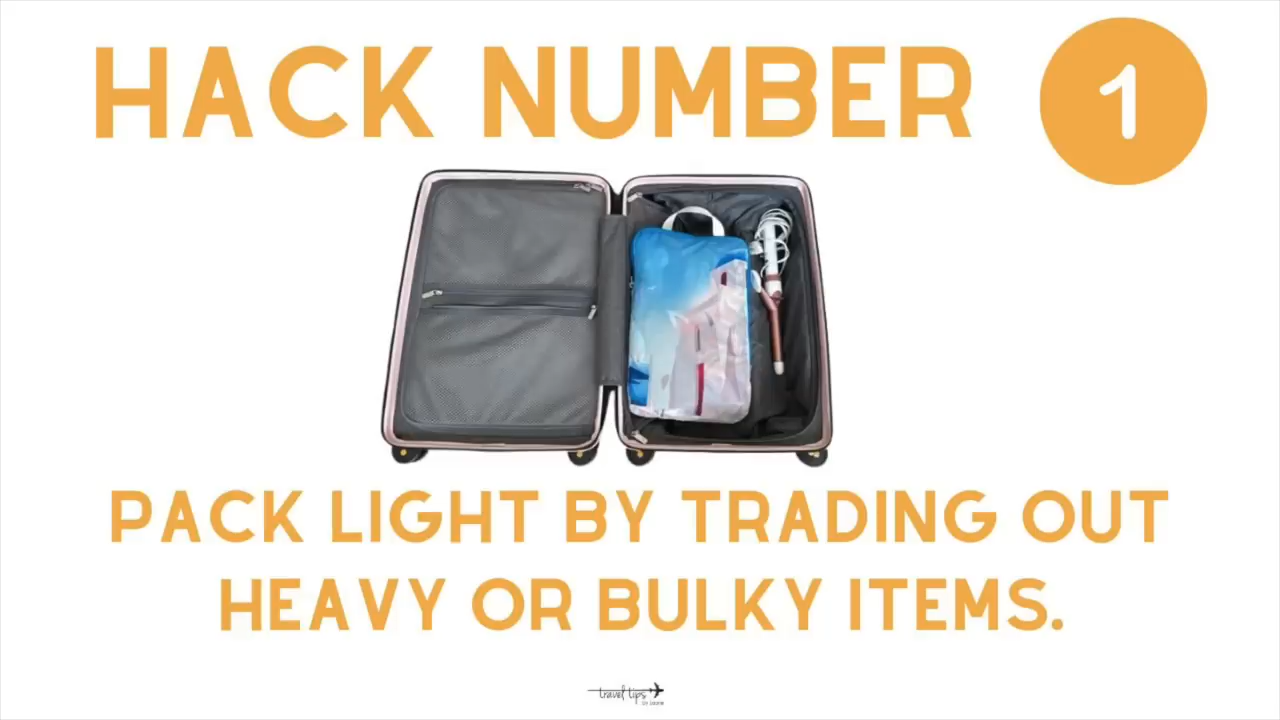 HACK NUMBER 1
PACK LIGHT BY TRADING OUT
HEAVY OR BULKY ITEMS.
travel tips